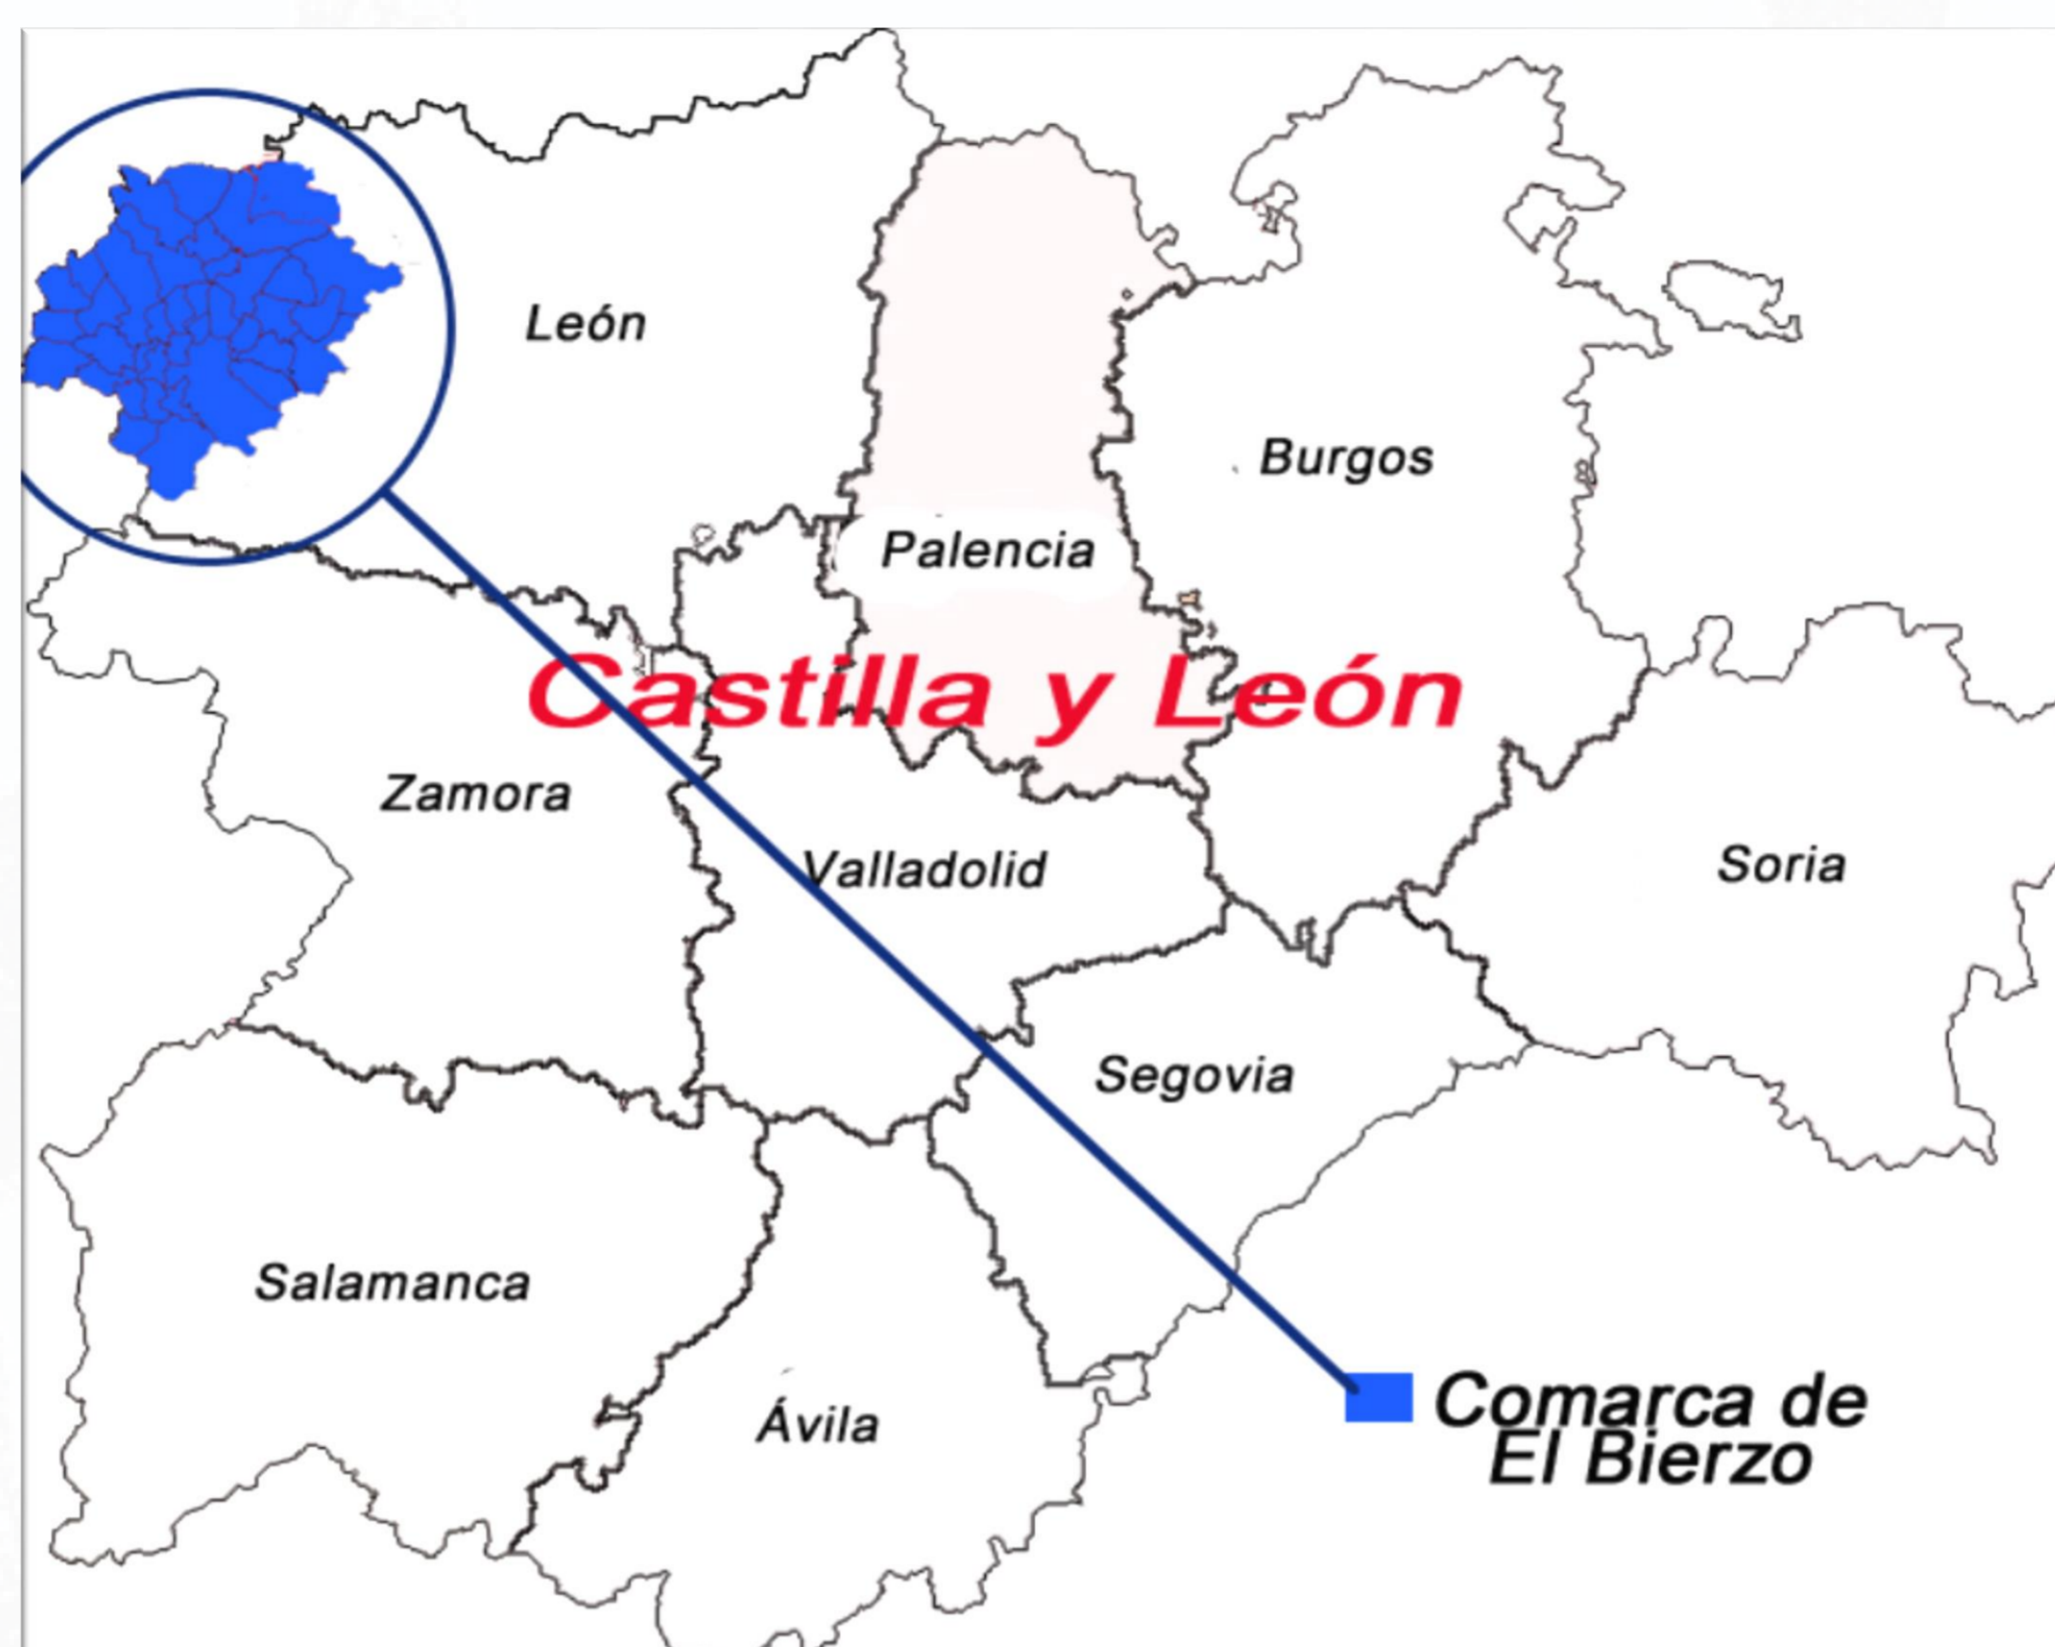 León
Burgos
Palencia
Castilla y León
Zamora
Valladolid
Soria
Segovia
Salamanca
Ávila
Comarca de
El Bierzo